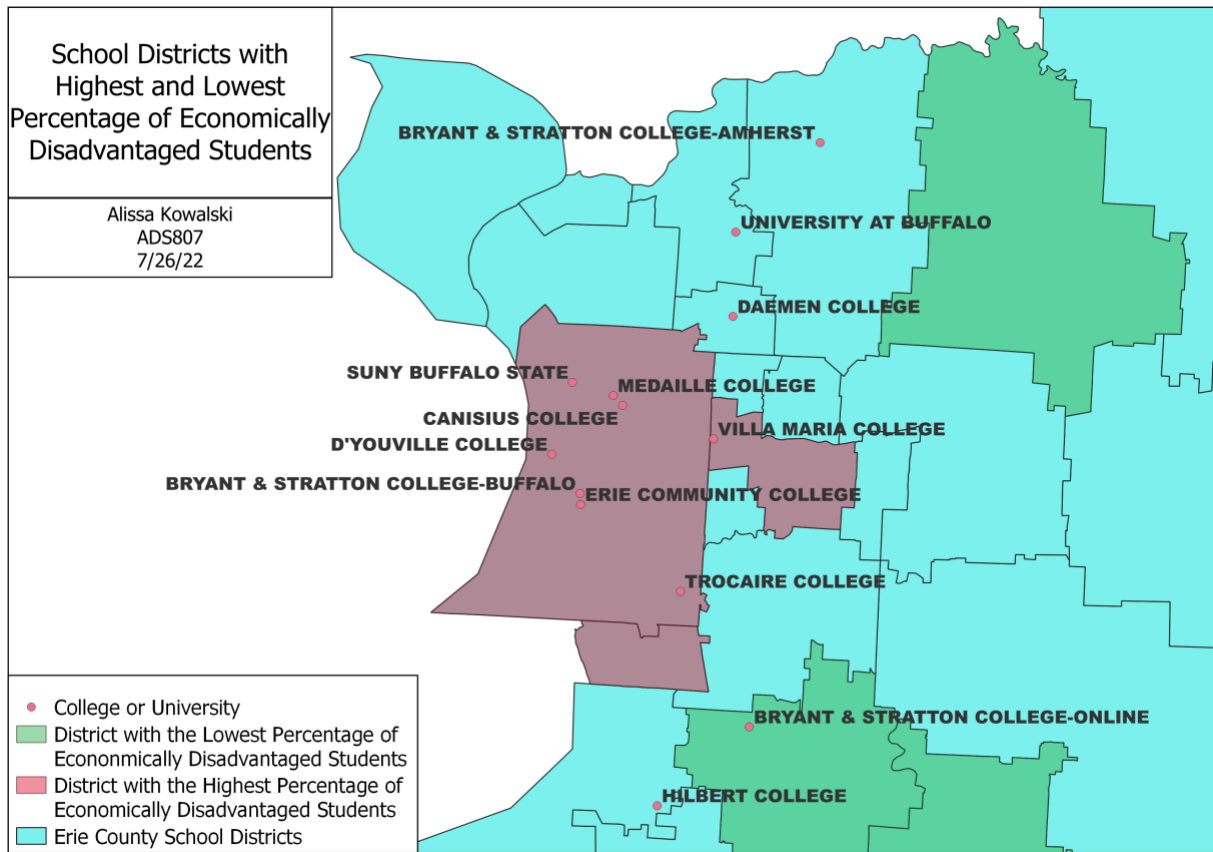 School Districts with
Highest and Lowest
Percentage of Economically
Disadvantaged Students
Alissa Kowalski
ADS807
7/26/22
BRYANT & STRATTON COLLEGE-AMHERST
UNIVERSITY AT BUFFALO
DAEMEN COLLEGE
SUNY BUFFALO STATE
MEDAILLE COLLEGE
CANISIUS COLLEGE
VILLA MARIA COLLEGE
D'YOUVILLE COLLEGE
BRYANT & STRATTON COLLEGE-BUFFALO
ERIE COMMUNITY COLLEGE
TROCAIRE COLLEGE
BRYANT & STRATTON COLLEGE-ONLINE
HILBERT COLLEGE
College or University
District with the Lowest Percentage of
Econonmically Disadvantaged Students
District with the Highest Percentage of
Economically Disadvantaged Students
Erie County School Districts